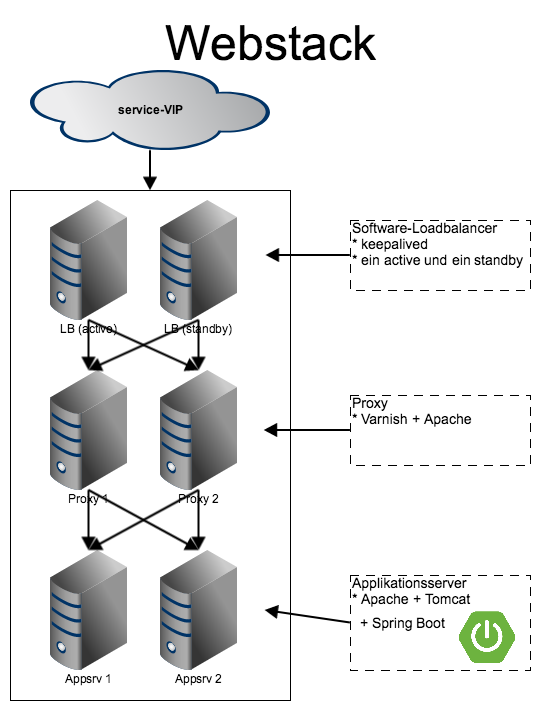 Webstack
service-VIP
Software-Loadbalancer
* keepalived
* ein active und ein standby
LB (active)
LB (standby)
Proxy
* Varnish + Apache
Proxy 1
Proxy 2
Applikationsserver
* Apache + Tomcat
+ Spring Boot
Appsrv 1
Appsrv 2